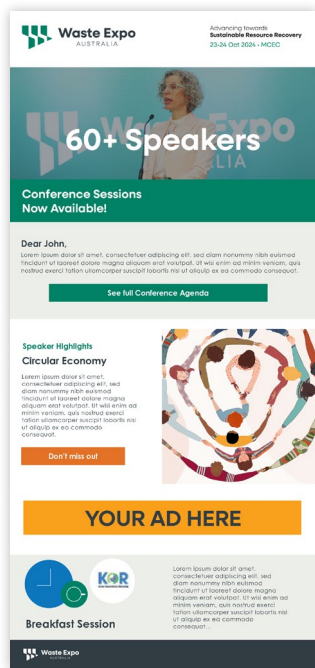 Waste Expo
AUSTRALIA
Advancing towards
Sustainable Resource Recovery
23-24 Oct 2024 • MCEC
60+ Speakers
Conference Sessions
Now Available!
Dear John,
Lorem ipsum dolor sit amet, consectetuer adipiscing elit, sed diam nonummy nibh euismod
tincidunt ut laoreet dolore magna aliquam erat volutpat. Ut wisi enim ad minim veniam, quis
nostrud exerci tation ullamcorper suscipit lobortis nisl ut aliquip ex ea commodo consequat.
See full Conference Agenda
Speaker Highlights
Circular Economy
Lorem ipsum dolor sit amet,
consectetuer adipiscing elit, sed
diam nonummy nibh euismod
tincidunt ut laoreet dolore magna
aliquam erat volutpat. Ut wisi enim ad
minim veniam, quis nostrud exerci
tation ullamcorper suscipit lobortis nisl
ut aliquip ex ea commodo
consequat.
Don't miss out
YOUR AD HERE
KOR
Breakfast Session
Lorem ipsum dolor sit amet,
consectetuer adipiscing elit, sed
diam nonummy nibh euismod
tincidunt ut laoreet dolore magna
aliquam erat volutpat. Ut wisi enim
ad minim veniam, quis nostrud exerci
tation ullamcorper suscipit lobortis nisl
ut aliquip ex ea commodo
consequat...
Waste Expo
AUSTRALIA